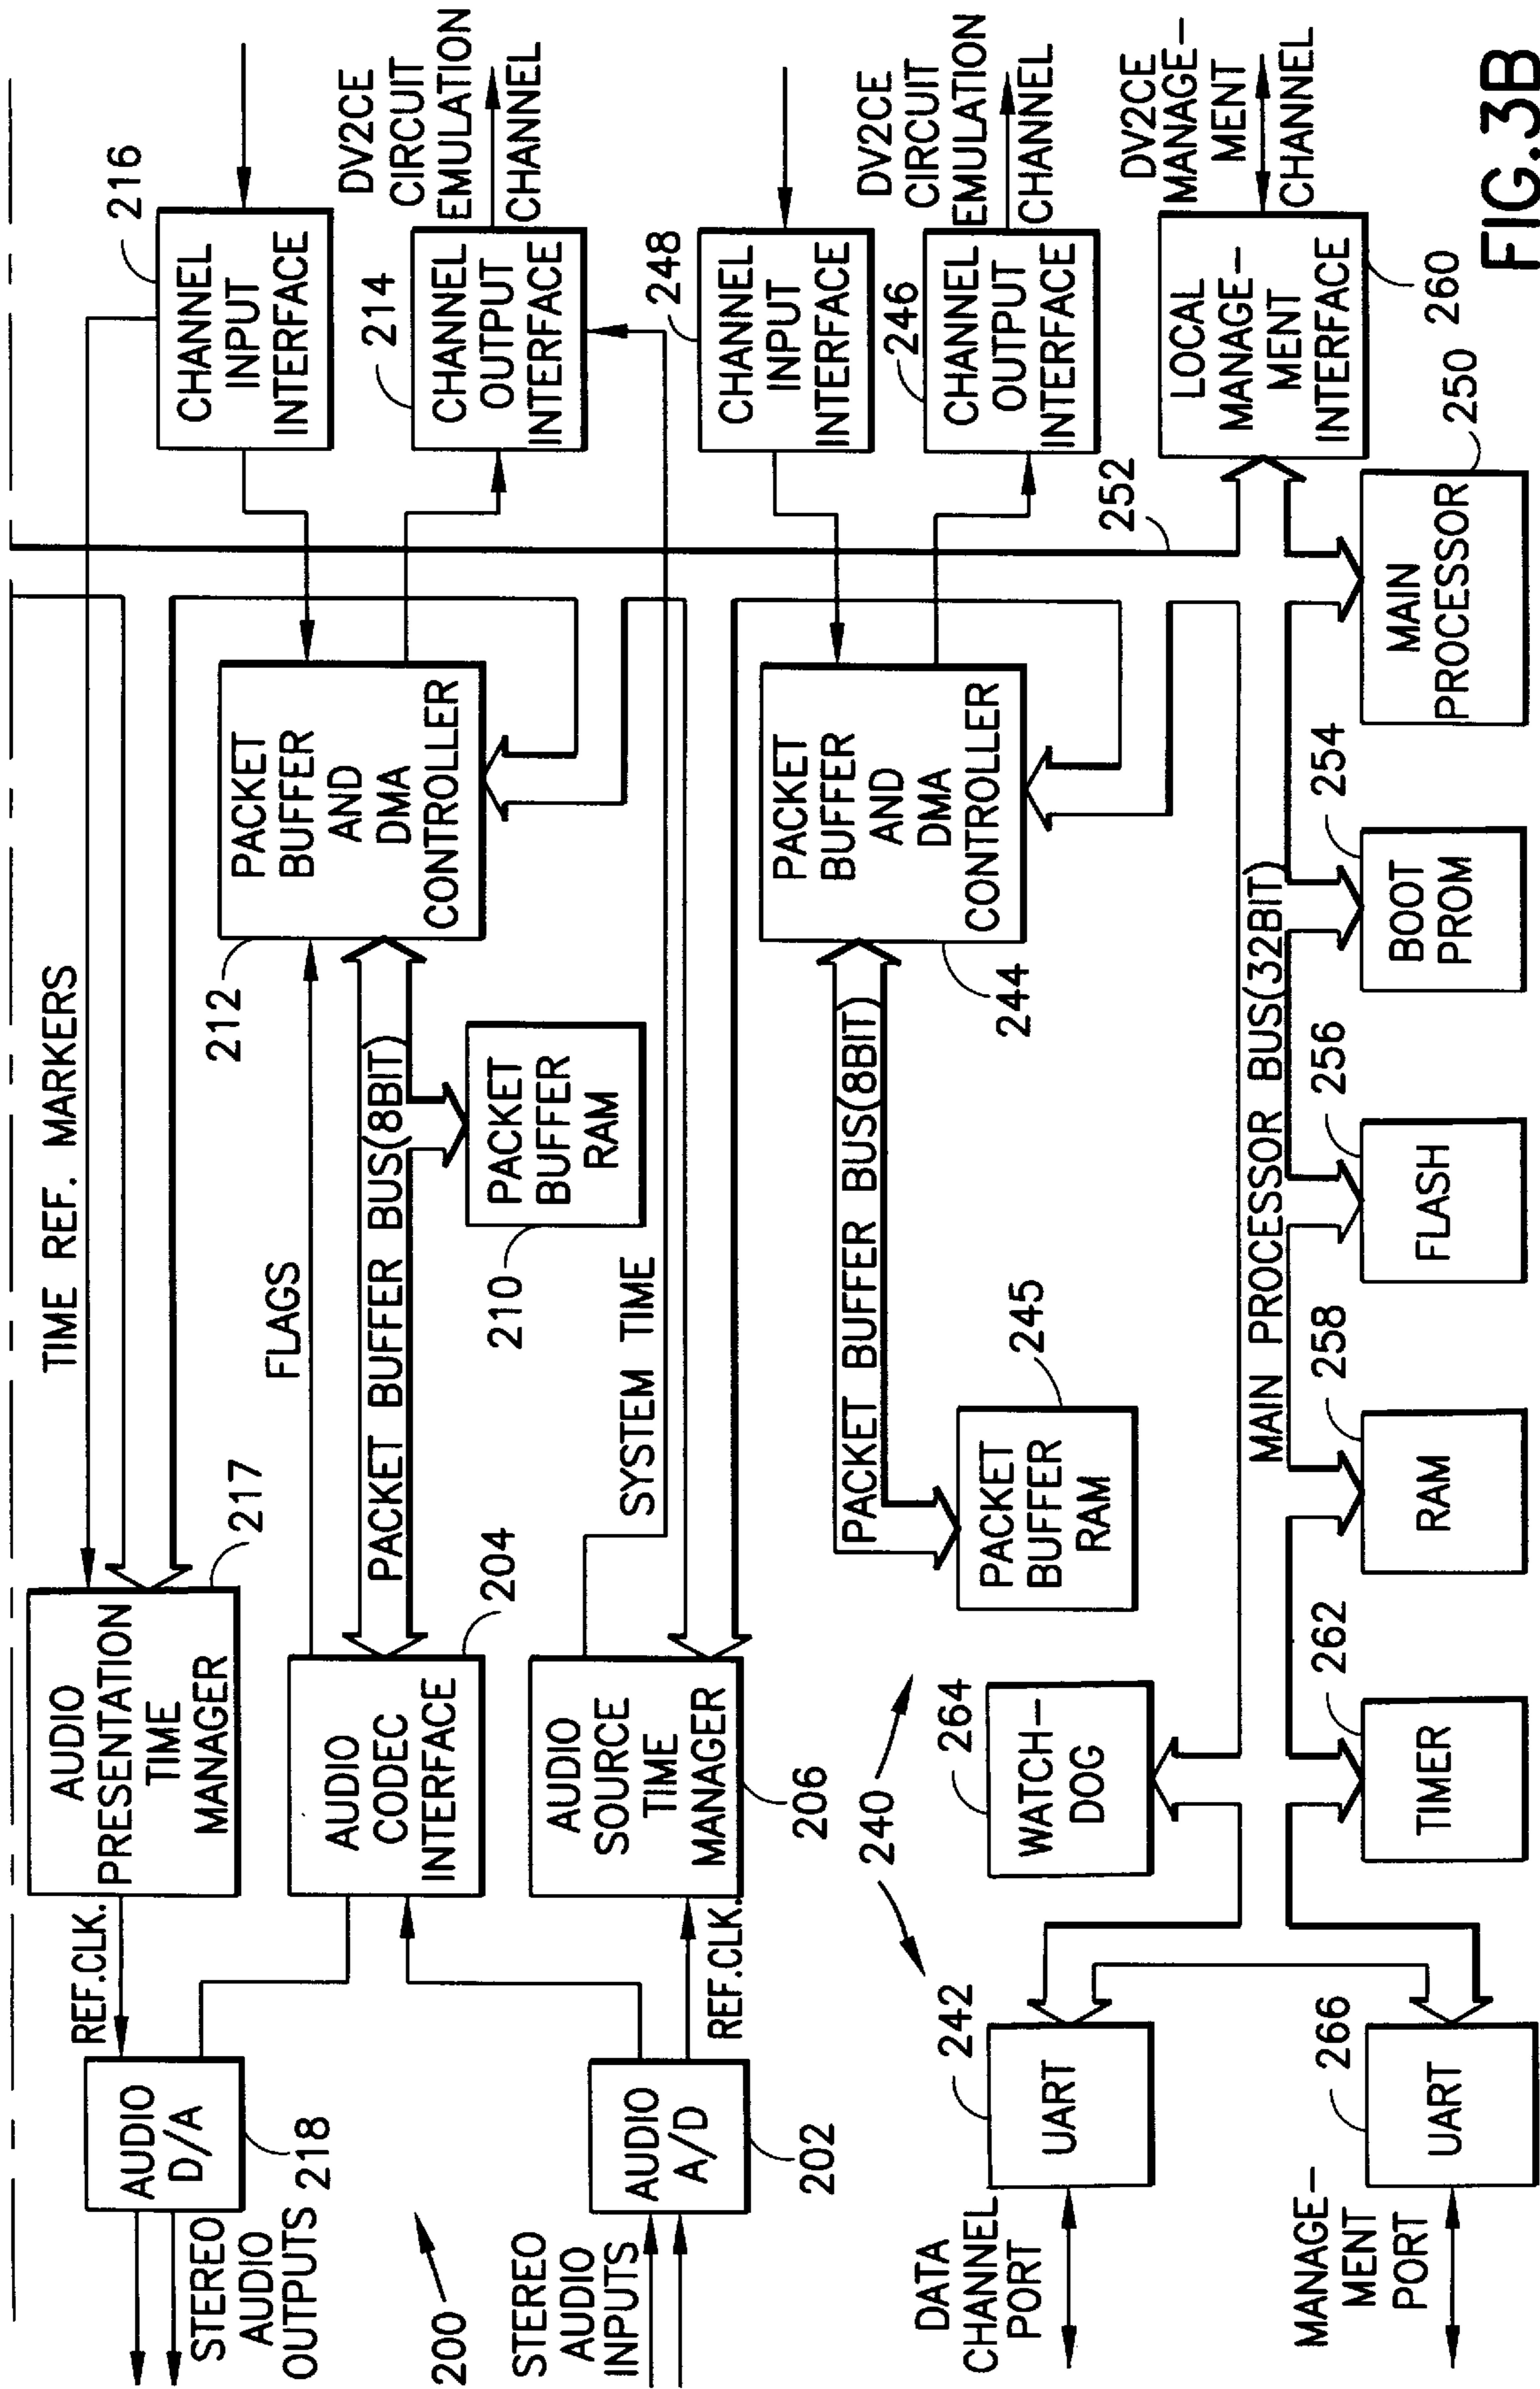 TIME REF. MARKERS
216
CHANNEL
INPUT
INTERFACE
DV2CE
CIRCUIT
EMULATION
CHANNEL
AUDIO
PRESENTATION
TIME
MANAGER
217
REF.CLK.
AUDIO
D/A
218
STEREO
AUDIO
OUTPUTS
FLAGS
212
PACKET
BUFFER
AND
DMA
CONTROLLER
214
CHANNEL
OUTPUT
INTERFACE
PACKET BUFFER BUS(8BIT)
AUDIO
CODEC
INTERFACE
204
PACKET
BUFFER
RAM
210
200
STEREO
AUDIO
INPUTS
AUDIO
A/D
202
REF.CLK.
AUDIO
SOURCE
TIME
MANAGER
206
SYSTEM TIME
248
CHANNEL
INPUT
INTERFACE
DV2CE
CIRCUIT
EMULATION
CHANNEL
PACKET
BUFFER
AND
DMA
CONTROLLER
244
246
CHANNEL
OUTPUT
INTERFACE
PACKET BUFFER BUS(8BIT)
PACKET
BUFFER
RAM
245
240
DATA
CHANNEL
PORT
242
UART
264
WATCH-
DOG
252
LOCAL
MANAGE-
MENT
INTERFACE
260
DV2CE
MANAGE-
MENT
CHANNEL
MAIN PROCESSOR BUS(32BIT)
MANAGE-
MENT
PORT
266
UART
262
TIMER
258
RAM
256
FLASH
254
BOOT
PROM
250
MAIN
PROCESSOR
FIG.3B